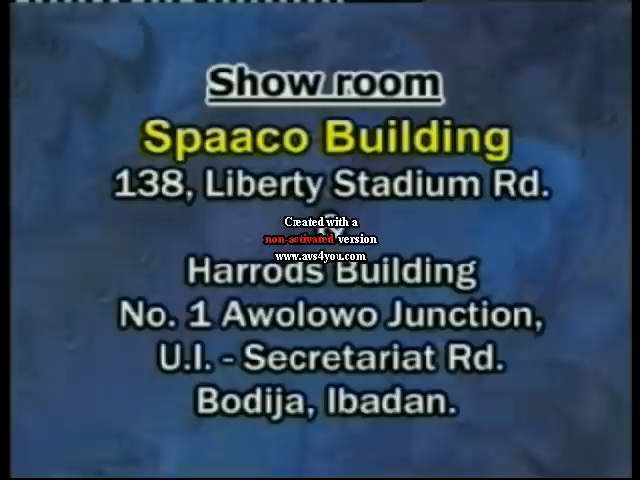 Show room
Spaaco Building
138, Liberty Stadium Rd.
&
Created with a
non-activated version
www.avs4you.com
Harrods Building
No. 1 Awolowo Junction,
U.I. - Secretariat Rd.
Bodija, Ibadan.